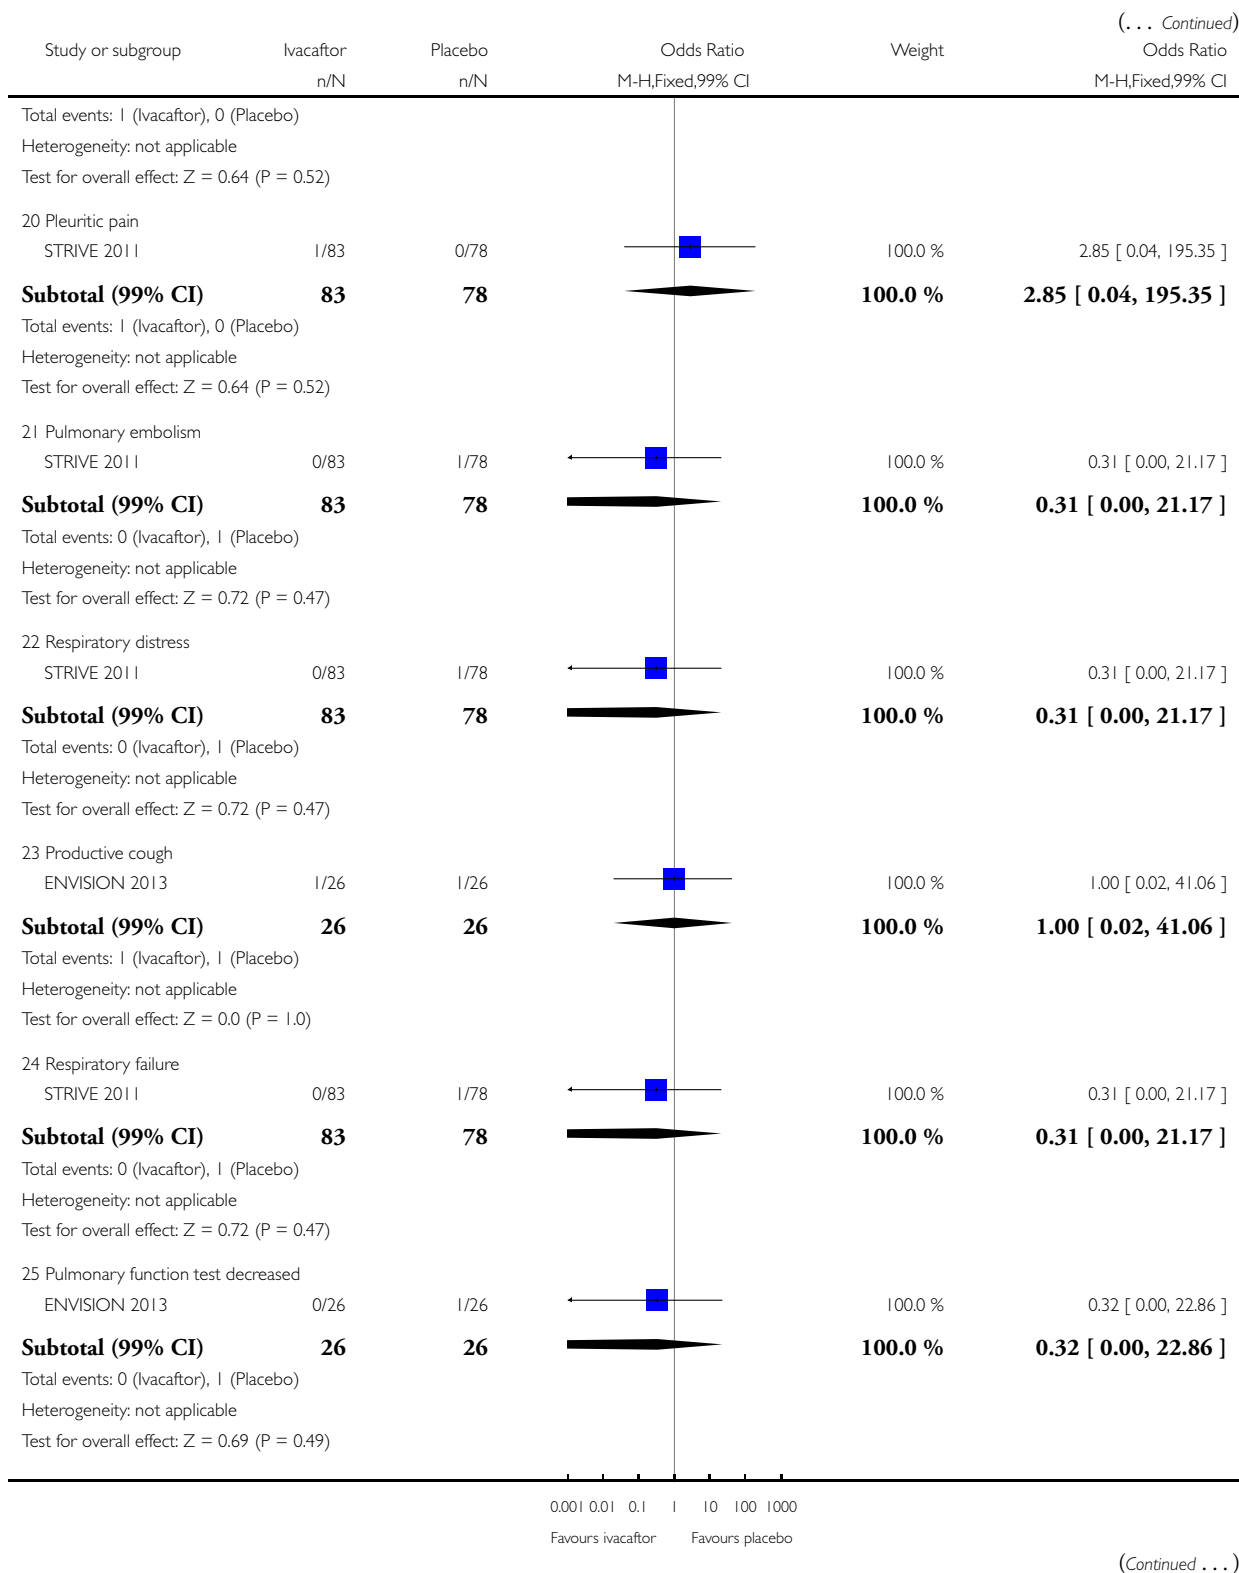 (... Continued)
Study or subgroup Ivacaftor Placebo Odds Ratio Weight Odds Ratio
n/N n/N M-H,Fixed,99% CI M-H,Fixed,99% CI
Total events: 1 (Ivacaftor), 0 (Placebo)
Heterogeneity: not applicable
Test for overall effect: Z = 0.64 (P = 0.52)
20 Pleuritic pain
STRIVE 2011 1/83 0/78 100.0 % 2.85 [ 0.04, 195.35 ]
Subtotal (99% CI) 83 78 100.0 % 2.85 [ 0.04, 195.35 ]
Total events: 1 (Ivacaftor), 0 (Placebo)
Heterogeneity: not applicable
Test for overall effect: Z = 0.64 (P = 0.52)
21 Pulmonary embolism
STRIVE 2011 0/83 1/78 100.0 % 0.31 [ 0.00, 21.17 ]
Subtotal (99% CI) 83 78 100.0 % 0.31 [ 0.00, 21.17 ]
Total events: 0 (Ivacaftor), 1 (Placebo)
Heterogeneity: not applicable
Test for overall effect: Z = 0.72 (P = 0.47)
22 Respiratory distress
STRIVE 2011 0/83 1/78 100.0 % 0.31 [ 0.00, 21.17 ]
Subtotal (99% CI) 83 78 100.0 % 0.31 [ 0.00, 21.17 ]
Total events: 0 (Ivacaftor), 1 (Placebo)
Heterogeneity: not applicable
Test for overall effect: Z = 0.72 (P = 0.47)
23 Productive cough
ENVISION 2013 1/26 1/26 100.0 % 1.00 [ 0.02, 41.06 ]
Subtotal (99% CI) 26 26 100.0 % 1.00 [ 0.02, 41.06 ]
Total events: 1 (Ivacaftor), 1 (Placebo)
Heterogeneity: not applicable
Test for overall effect: Z = 0.0 (P = 1.0)
24 Respiratory failure
STRIVE 2011 0/83 1/78 100.0 % 0.31 [ 0.00, 21.17 ]
Subtotal (99% CI) 83 78 100.0 % 0.31 [ 0.00, 21.17 ]
Total events: 0 (Ivacaftor), 1 (Placebo)
Heterogeneity: not applicable
Test for overall effect: Z = 0.72 (P = 0.47)
25 Pulmonary function test decreased
ENVISION 2013 0/26 1/26 100.0 % 0.32 [ 0.00, 22.86 ]
Subtotal (99% CI) 26 26 100.0 % 0.32 [ 0.00, 22.86 ]
Total events: 0 (Ivacaftor), 1 (Placebo)
Heterogeneity: not applicable
Test for overall effect: Z = 0.69 (P = 0.49)
0.001 0.01 0.1 1 10 100 1000
Favours ivacaftor Favours placebo
(Continued ...)